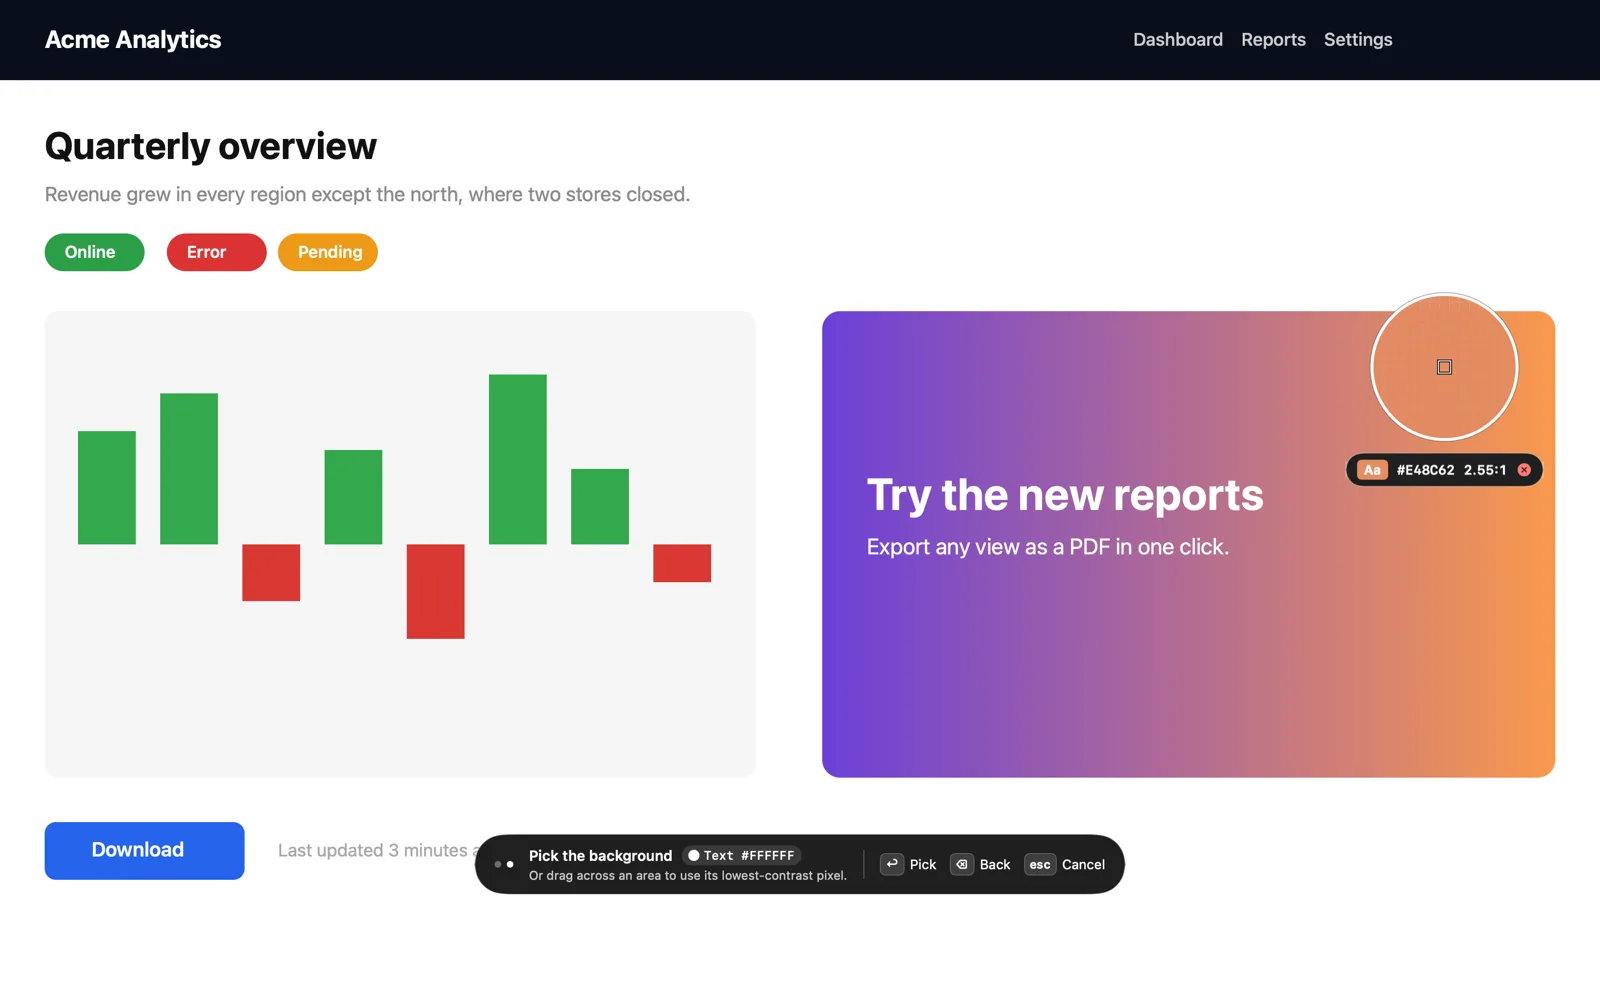 Acme Analytics
Dashboard Reports Settings
Quarterly overview
Revenue grew in every region except the north, where two stores closed.
Online Error Pending
Aa #E48C62 2.55:1
Try the new reports
Export any view as a PDF in one click.
Download
Last updated 3 minutes
Pick the background Text #FFFFFF
Or drag across an area to use its lowest-contrast pixel.
Pick Back esc Cancel